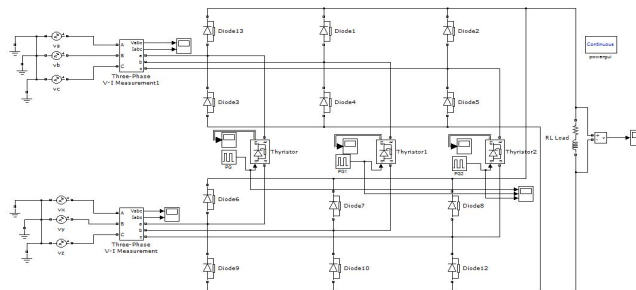 Diode13
Diode1
Diode2
va
vb
vc
A
B
C
Vabc
Iabc
a
b
c
Three-Phase
V-I Measurement1
Continuous
powergui
Diode3
Diode4
Diode5
RL Load
Thyristor
Thyristor1
Thyristor2
PG
PG1
PG2
Diode6
Diode7
Diode8
vx
vy
vz
A
B
C
Vabc
Iabc
a
b
c
Three-Phase
V-I Measurement
Diode9
Diode10
Diode12